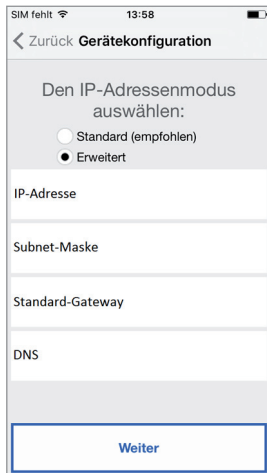 SIM fehlt 13:58
Zurück Gerätekonfiguration
Den IP-Adressenmodus
auswählen:
Standard (empfohlen)
Erweitert
IP-Adresse
Subnet-Maske
Standard-Gateway
DNS
Weiter